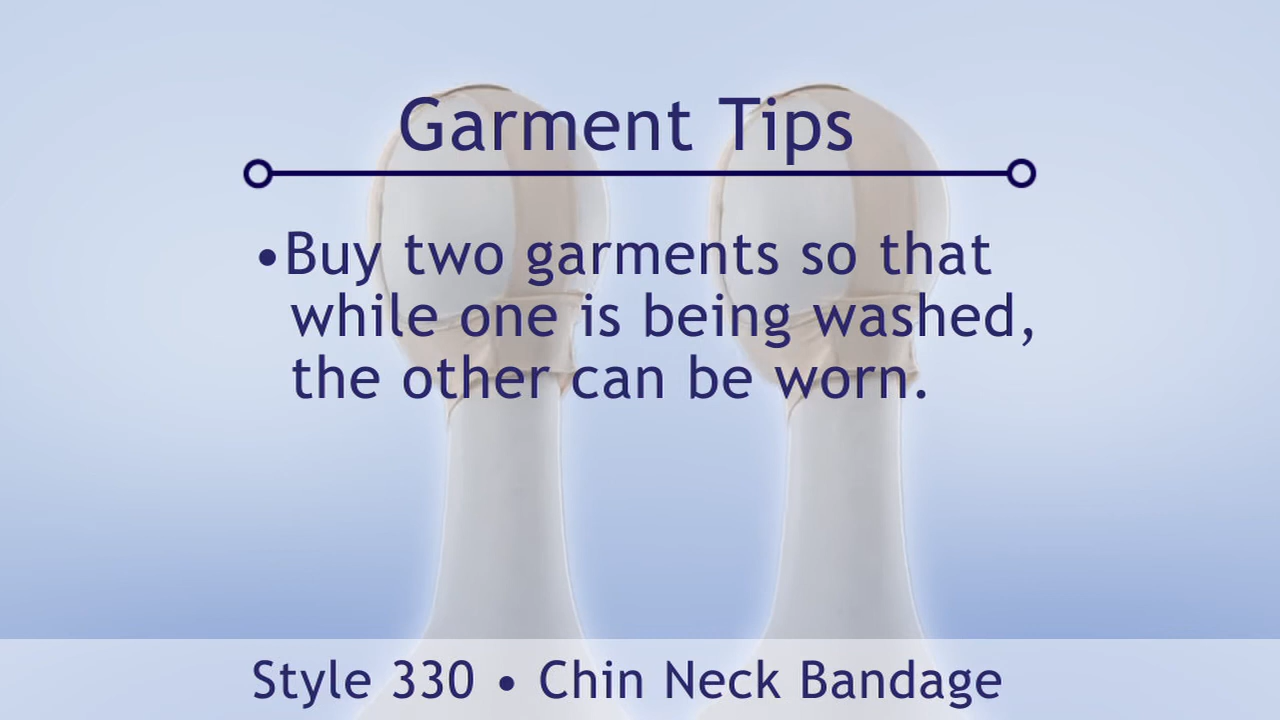 Garment Tips
•Buy two garments so that
while one is being washed,
the other can be worn.
Style 330 • Chin Neck Bandage